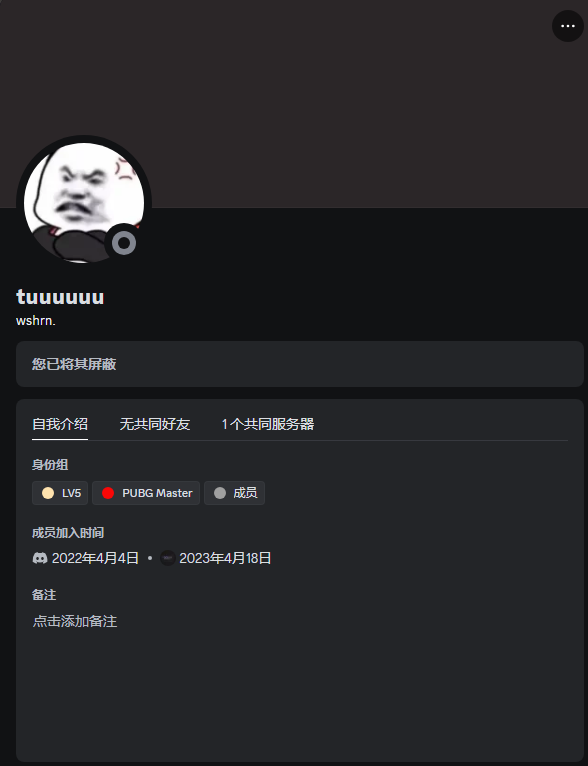 tuuuuuu
wshrn.
您已将其屏蔽
自我介绍 无共同好友 1 个共同服务器
身份组
LV5 PUBG Master 成员
成员加入时间
2022年4月4日 • 2023年4月18日
备注
点击添加备注